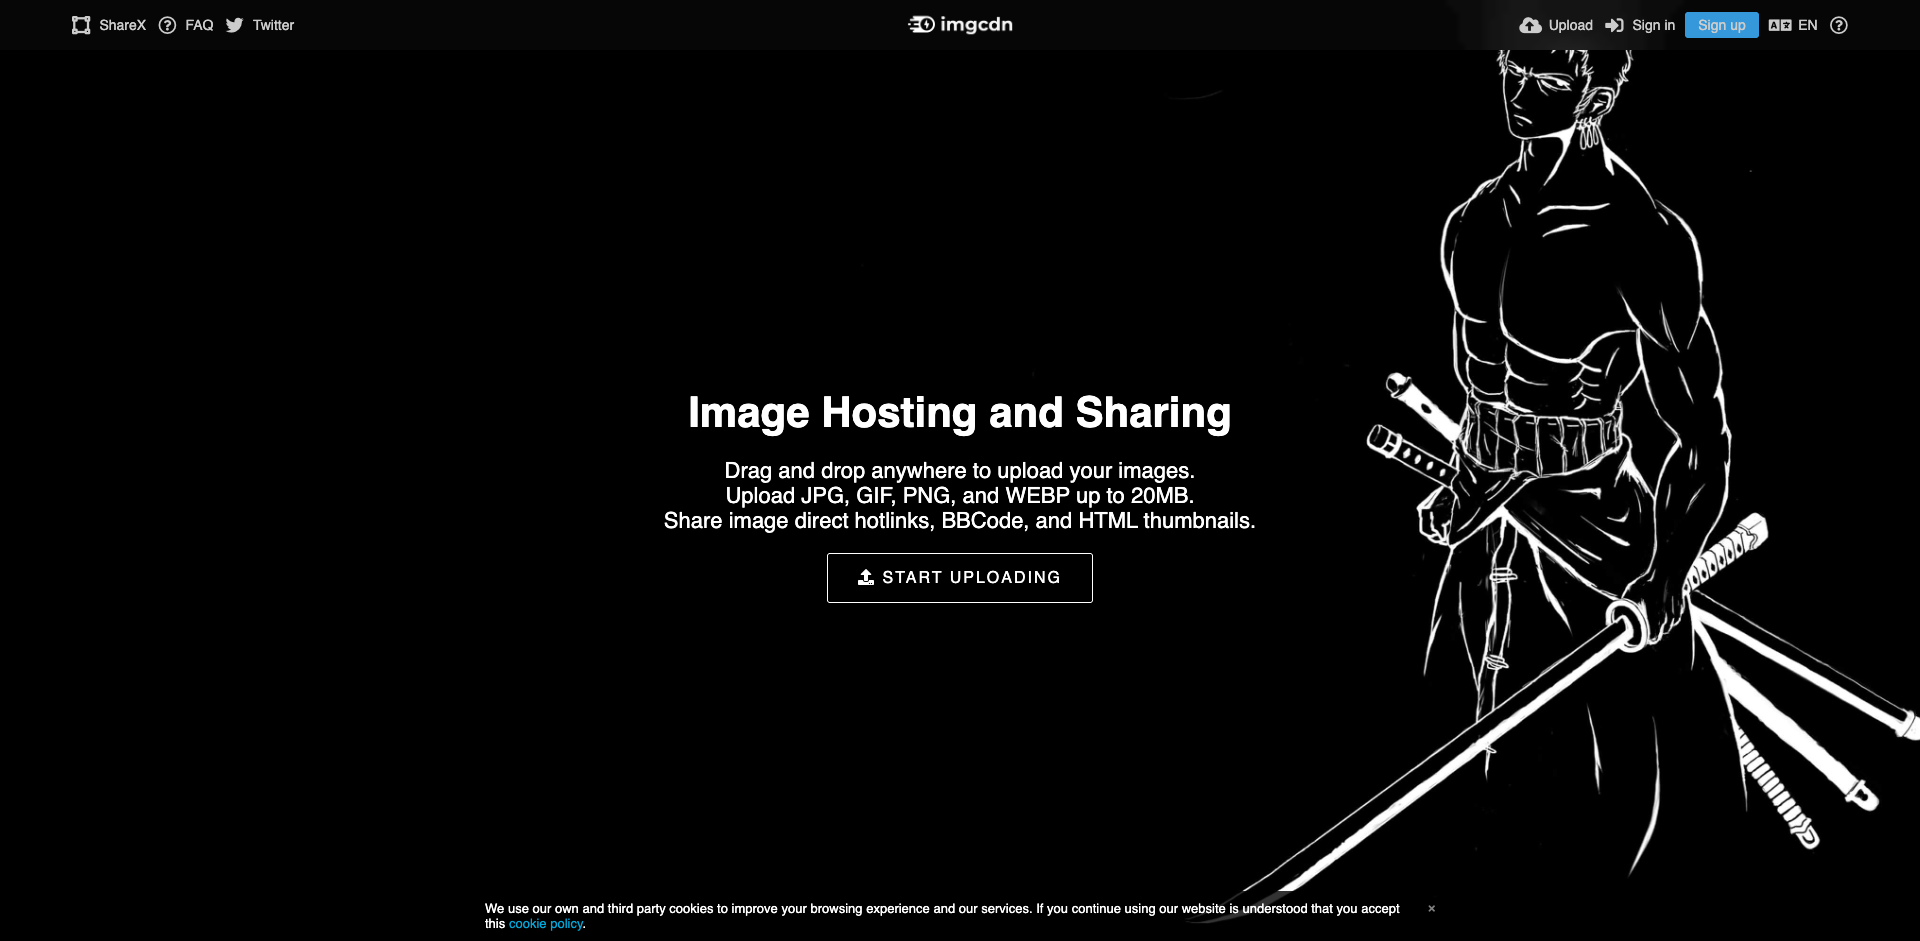 ShareX
FAQ
Twitter
imgcdn
Upload
Sign in
Sign up
EN
Image Hosting and Sharing
Drag and drop anywhere to upload your images.
Upload JPG, GIF, PNG, and WEBP up to 20MB.
Share image direct hotlinks, BBCode, and HTML thumbnails.
START UPLOADING
We use our own and third party cookies to improve your browsing experience and our services. If you continue using our website is understood that you accept
this cookie policy.